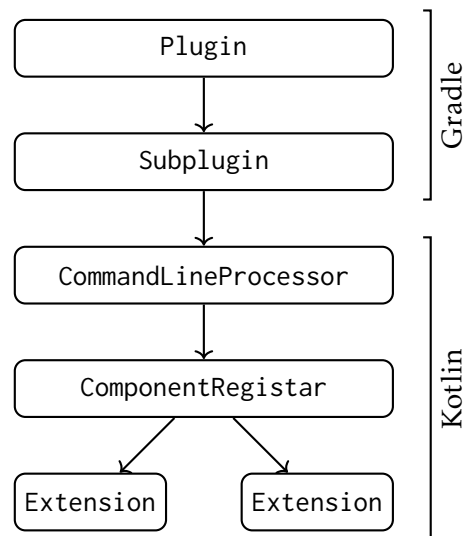 Plugin
Gradle
Subplugin
CommandLineProcessor
Kotlin
ComponentRegistar
Extension Extension